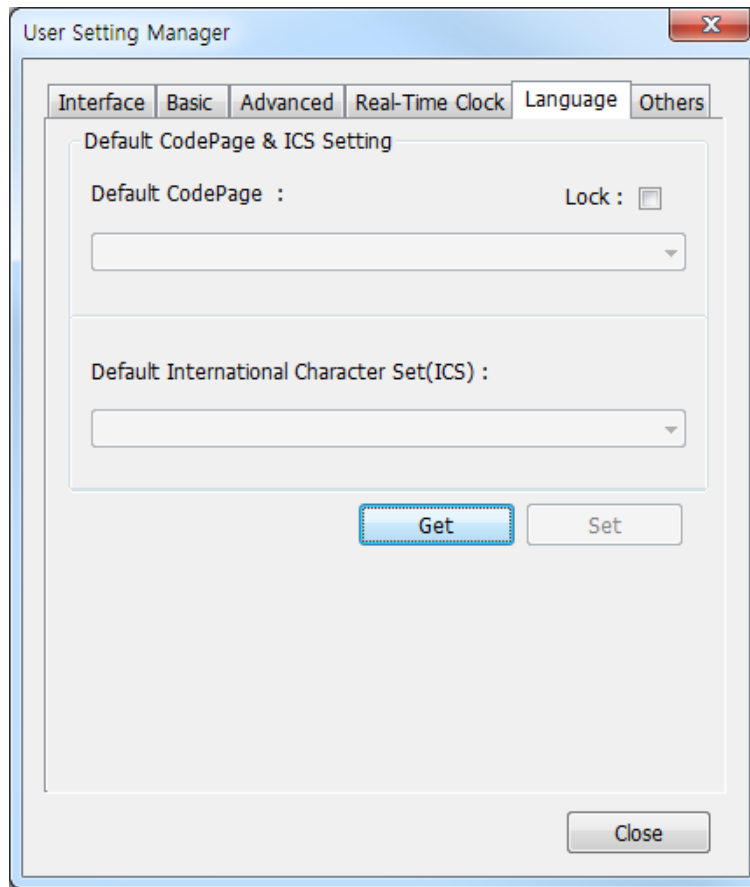 User Setting Manager
Interface Basic Advanced Real-Time Clock Language Others
Default CodePage & ICS Setting
Default CodePage : Lock :
Default International Character Set(ICS) :
Get Set
Close